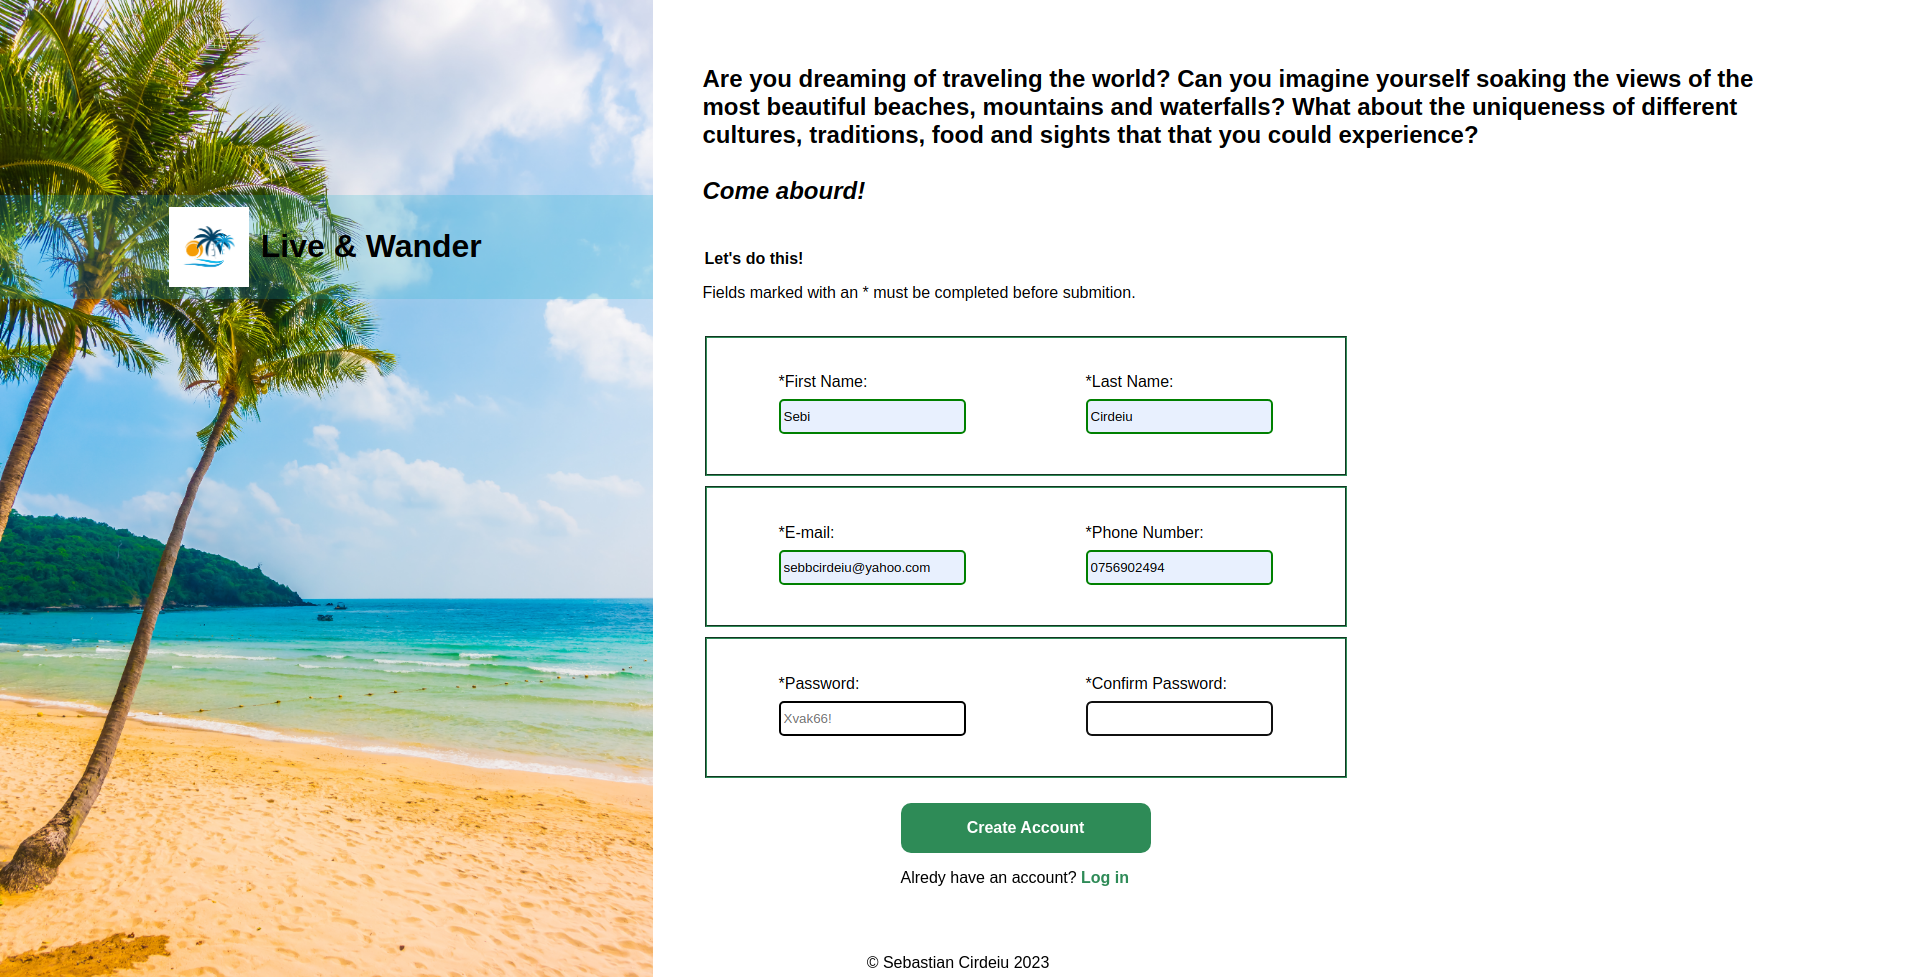 Live & Wander
Are you dreaming of traveling the world? Can you imagine yourself soaking the views of the
most beautiful beaches, mountains and waterfalls? What about the uniqueness of different
cultures, traditions, food and sights that that you could experience?
Come abourd!
Let's do this!
Fields marked with an * must be completed before submition.
*First Name:
*Last Name:
Sebi
Cirdeiu
*E-mail:
*Phone Number:
sebbcirdeiu@yahoo.com
0756902494
*Password:
*Confirm Password:
Xvak66!
Create Account
Alredy have an account? Log in
© Sebastian Cirdeiu 2023